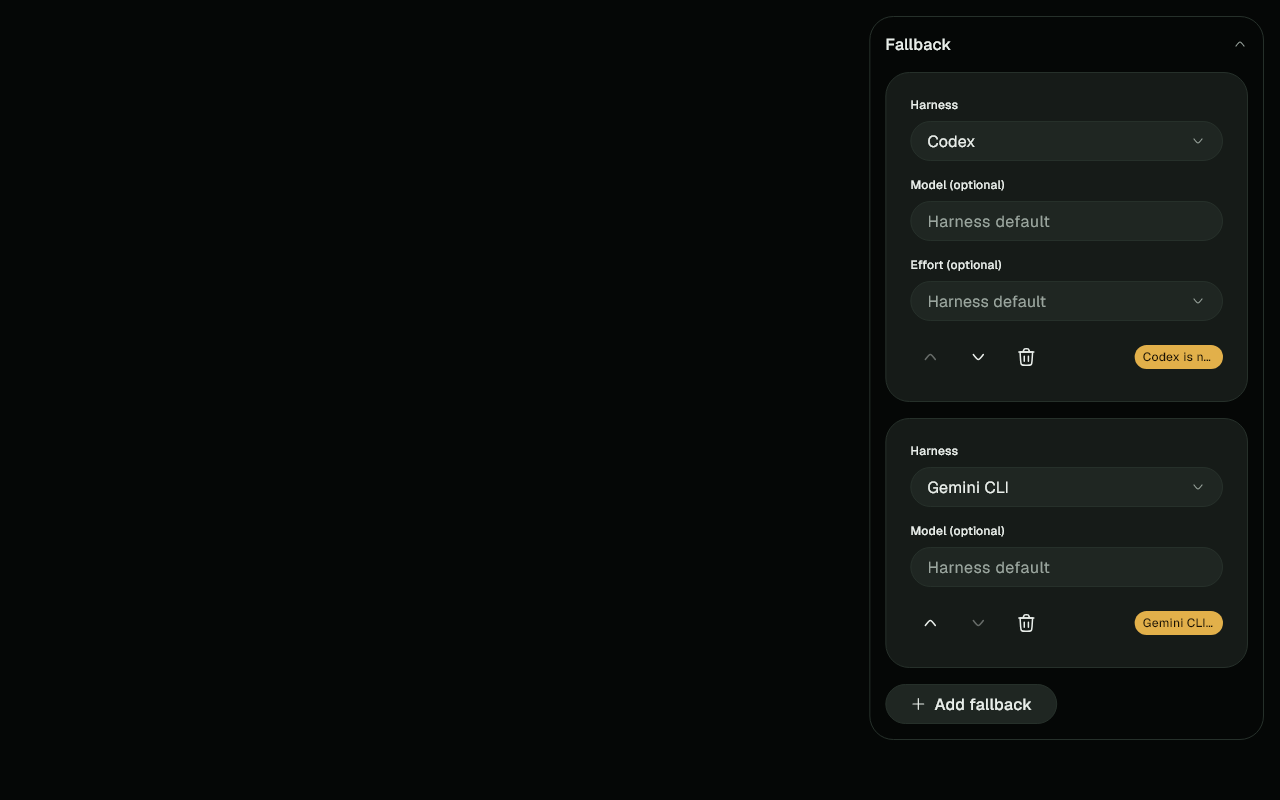 Fallback
Harness
Codex
Model (optional)
Harness default
Effort (optional)
Harness default
Codex is n...
Harness
Gemini CLI
Model (optional)
Harness default
Gemini CLI...
Add fallback